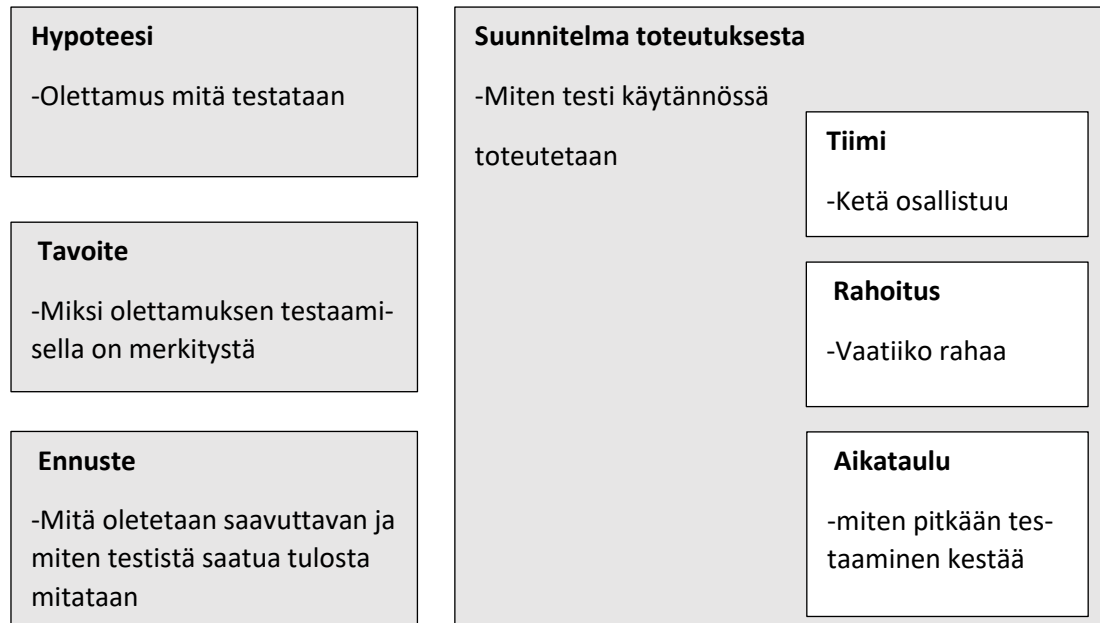 Hypoteesi
-Olettamus mitä testataan
Tavoite
-Miksi olettamuksen testaami-
sella on merkitystä
Ennuste
-Mitä oletetaan saavuttavan ja
miten testistä saatua tulosta
mitataan
Suunnitelma toteutuksesta
-Miten testi käytännössä
toteutetaan
Tiimi
-Ketä osallistuu
Rahoitus
-Vaatiiko rahaa
Aikataulu
-miten pitkään tes-
taaminen kestää